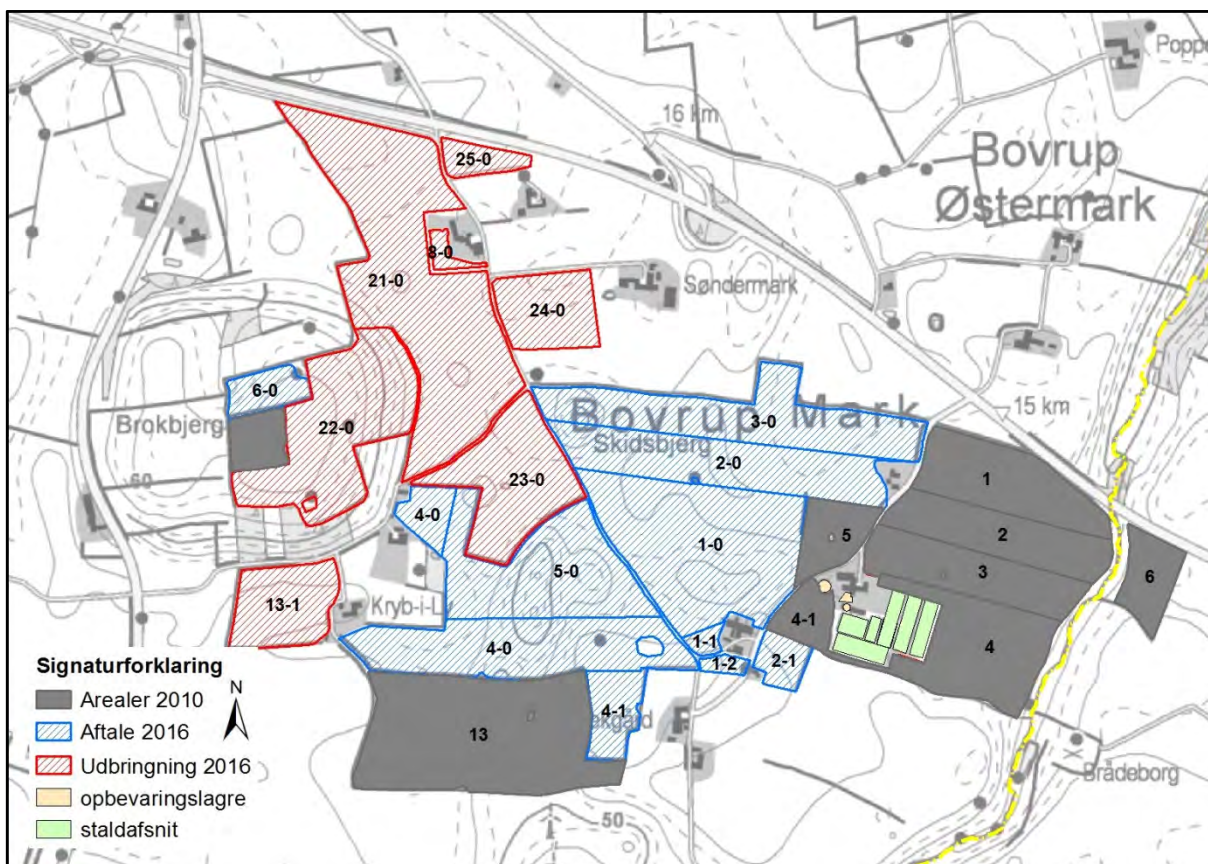 Poppe
16 km
Bovrup
Østermark
25-0
8-0
21-0
Søndermark
24-0
6-0
15 km
Bovrup Mark
3-0
Brokbjerg
22-0
Skidsbjerg
2-0
1
60
23-0
4-0
5
2
1-0
5-0
3
6
13-1
Kryb-i-Ly
4-1
4
4-0
1-1
1-2
2-1
4-1
ekgård
13
Brådeborg
50
Signaturforklaring
N
Arealer 2010
Aftale 2016
Udbringning 2016
opbevaringslagre
staldafsnit